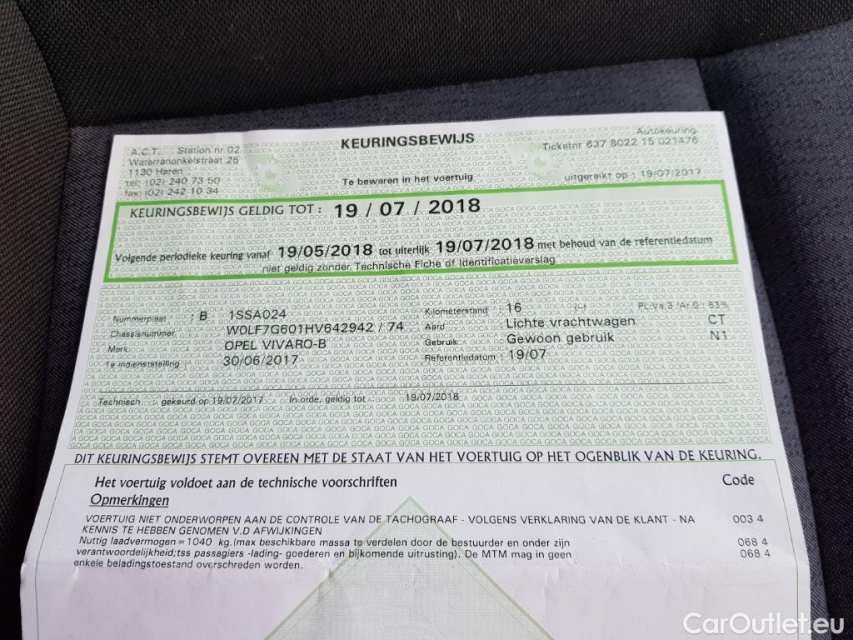 A.C.T. Station nr 02
Autokeuring
KEURINGSBEWIJS
Ticketnr 637 8022 15 021476
1130 Haren
tel: (02) 240 73 50
fax:(02) 242 10 34
Te bewaren in het voertuig
uitgereikt op : 19/07/2017
KEURINGSBEWIJS GELDIG TOT : 19 / 07 / 2018
Volgende periodieke keuring vanaf 19/05/2018 tot uiterlijk 19/07/2018 met behoud van de referentiedatum
niet geldig zonder Technische Fiche of Identificatieverslag
Nummerplaat : B 1SSA024
Kilometerstand : 16
Chassisnummer W0LF7G601HV642942 / 74
Aard Lichte vrachtwagen CT
Merk OPEL VIVARO-B
Gebruik Gewoon gebruik N1
1e indienststelling 30/06/2017
Referentiedatum : 19/07
Technisch : gekeurd op 19/07/2017 In orde, geldig tot : 19/07/2018
DIT KEURINGSBEWIJS STEMT OVEREEN MET DE STAAT VAN HET VOERTUIG OP HET OGENBLIK VAN DE KEURING.
Het voertuig voldoet aan de technische voorschriften Code
Opmerkingen
VOERTUIG NIET ONDERWORPEN AAN DE CONTROLE VAN DE TACHOGRAAF - VOLGENS VERKLARING VAN DE KLANT - NA 003 4
KENNIS TE HEBBEN GENOMEN V.D AFWIJKINGEN
Nuttig laadvermogen = 1040 kg.(max beschikbare massa te verdelen door de bestuurder en onder zijn 068 4
verantwoordelijkheid;tss passagiers -lading- goederen en bijkomende uitrusting). De MTM mag in geen 068 4
enkele beladingstoestand overschreden worden.
CarOutlet.eu